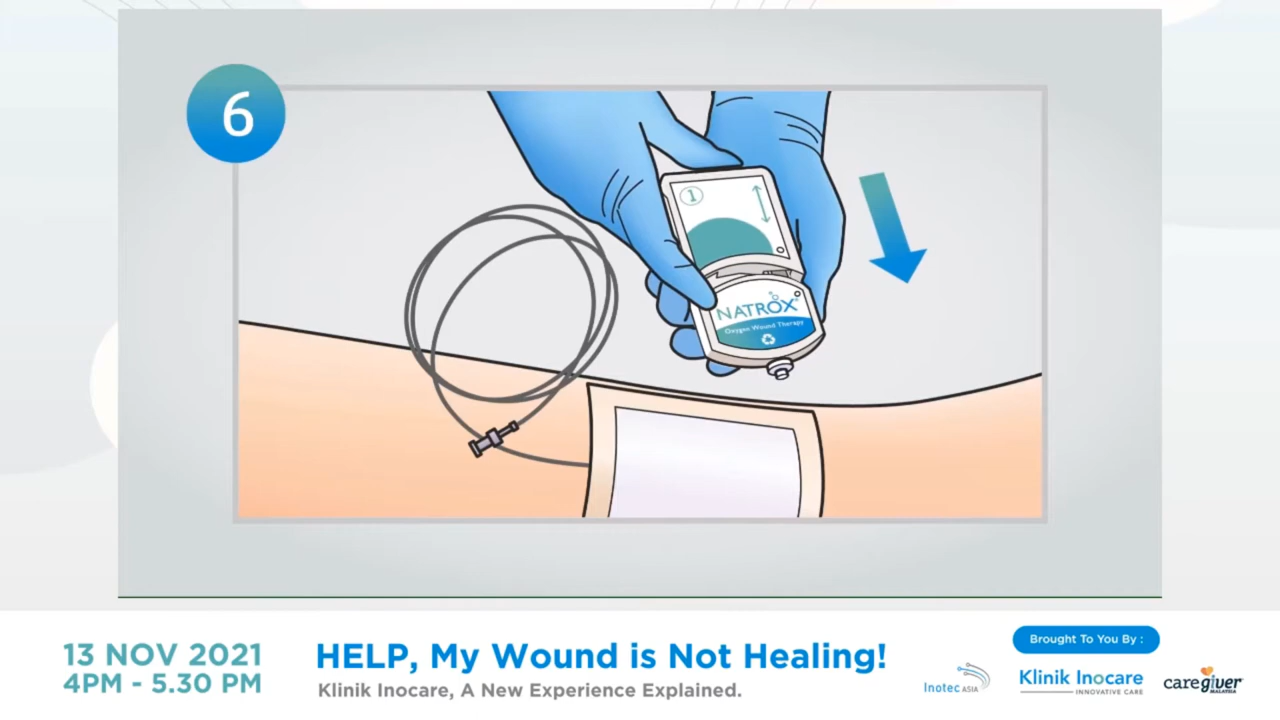 6
1
NATROX®
Oxygen Wound Therapy
13 NOV 2021
4PM - 5.30 PM
HELP, My Wound is Not Healing!
Klinik Inocare, A New Experience Explained.
Brought To You By :
Inotec ASIA
Klinik Inocare
INNOVATIVE CARE
caregiver
MALAYSIA